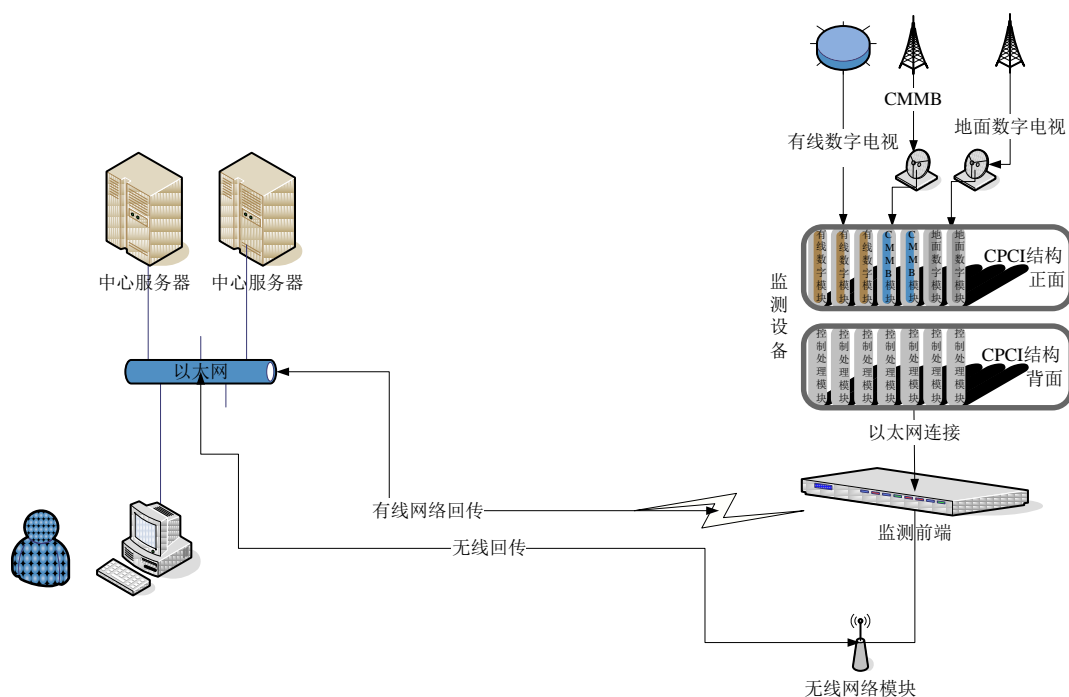 CMMB
有线数字电视
地面数字电视
中心服务器
中心服务器
监测设备
有线数字模块
有线数字模块
有线数字模块
CMMB模块
CMMB模块
地面数字模块
地面数字模块
CPCI结构
正面
控制处理模块
控制处理模块
控制处理模块
控制处理模块
控制处理模块
控制处理模块
控制处理模块
CPCI结构
背面
以太网
以太网连接
有线网络回传
监测前端
无线回传
无线网络模块